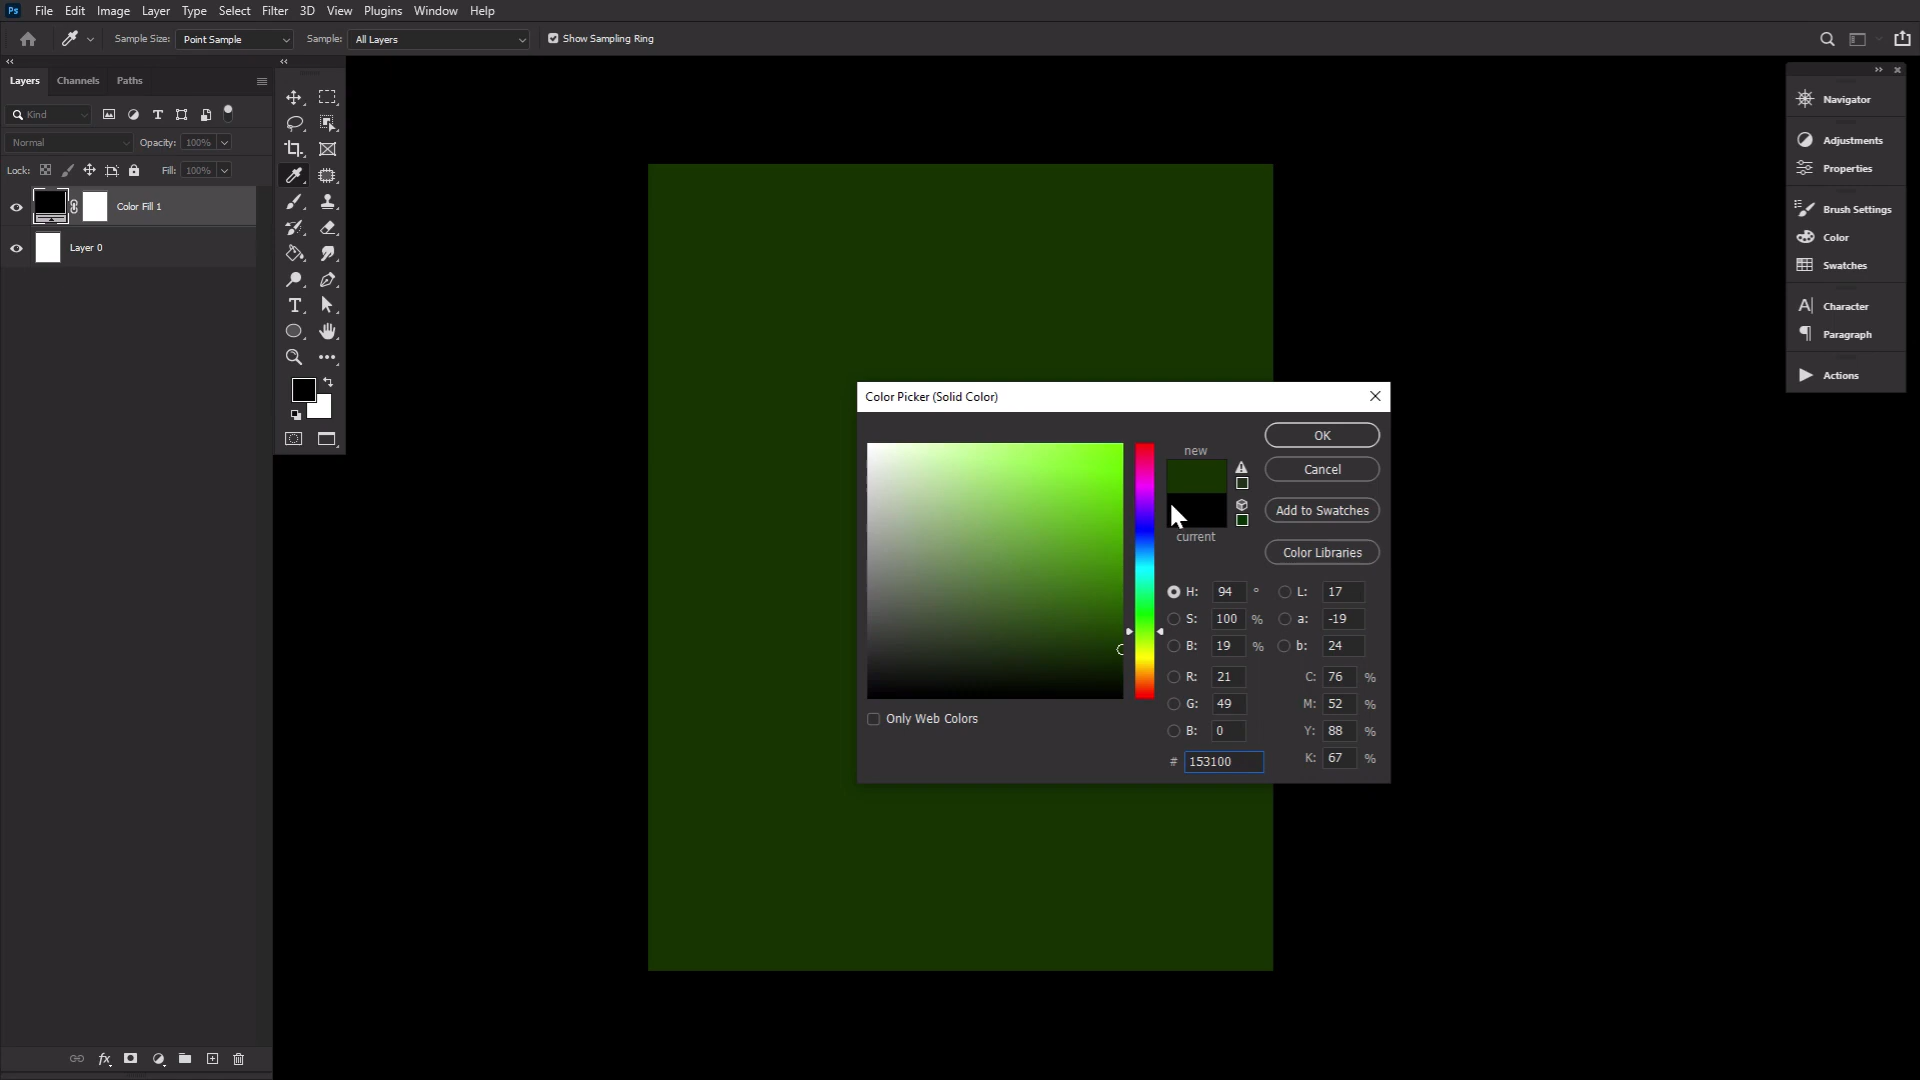 Ps File Edit Image Layer Type Select Filter 3D View Plugins Window Help
Sample Size: Point Sample Sample: All Layers Show Sampling Ring
Layers Channels Paths
Kind
Normal Opacity: 100%
Lock: Fill: 100%
Color Fill 1
Layer 0
fx
Navigator
Adjustments
Properties
Brush Settings
Color
Swatches
Character
Paragraph
Actions
Color Picker (Solid Color)
new
current
OK
Cancel
Add to Swatches
Color Libraries
H: 94 ° L: 17
S: 100 % a: -19
B: 19 % b: 24
R: 21 C: 76 %
G: 49 M: 52 %
B: 0 Y: 88 %
# 153100 K: 67 %
Only Web Colors